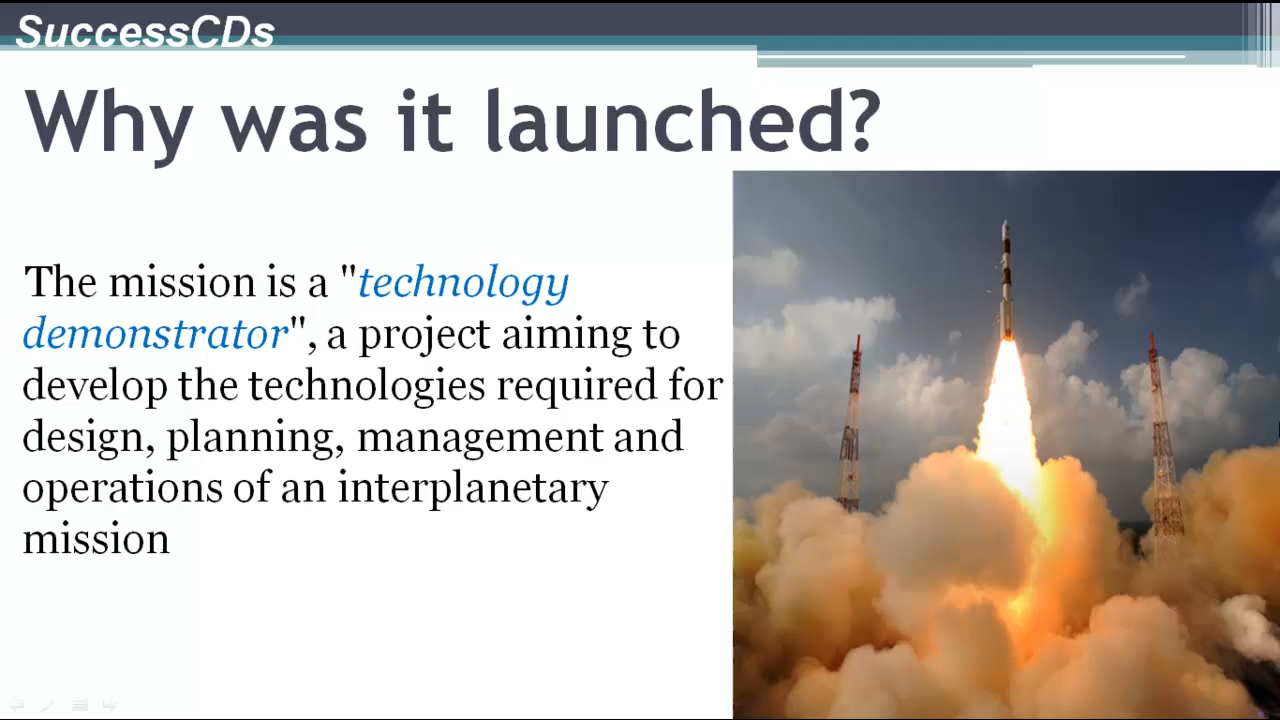 SuccessCDs
Why was it launched?
The mission is a "technology
demonstrator", a project aiming to
develop the technologies required for
design, planning, management and
operations of an interplanetary
mission